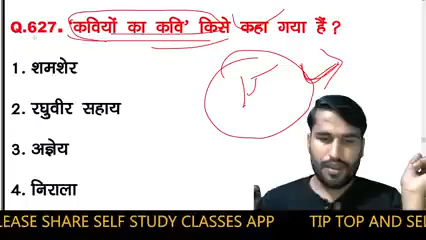 Q.627. 'कवियों का कवि' किसे कहा गया हैं ?
1. शमशेर
2. रघुवीर सहाय
3. अज्ञेय
4. निराला
LEASE SHARE SELF STUDY CLASSES APP TIP TOP AND SEL